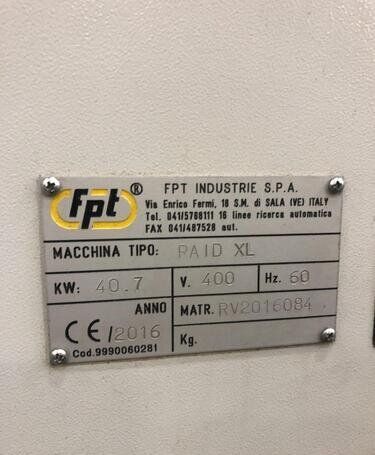 fpt ®
FPT INDUSTRIE S.P.A.
Via Enrico Fermi, 18 S.M. di SALA (VE) ITALY
Tel. 041/5768111 16 linee ricerca automatica
FAX 041/487528 aut.
MACCHINA TIPO: RAID XL
KW: 40.7 V. 400 Hz. 60
ANNO MATR. RV2016084
CE/2016
Cod.9990060281 Kg.